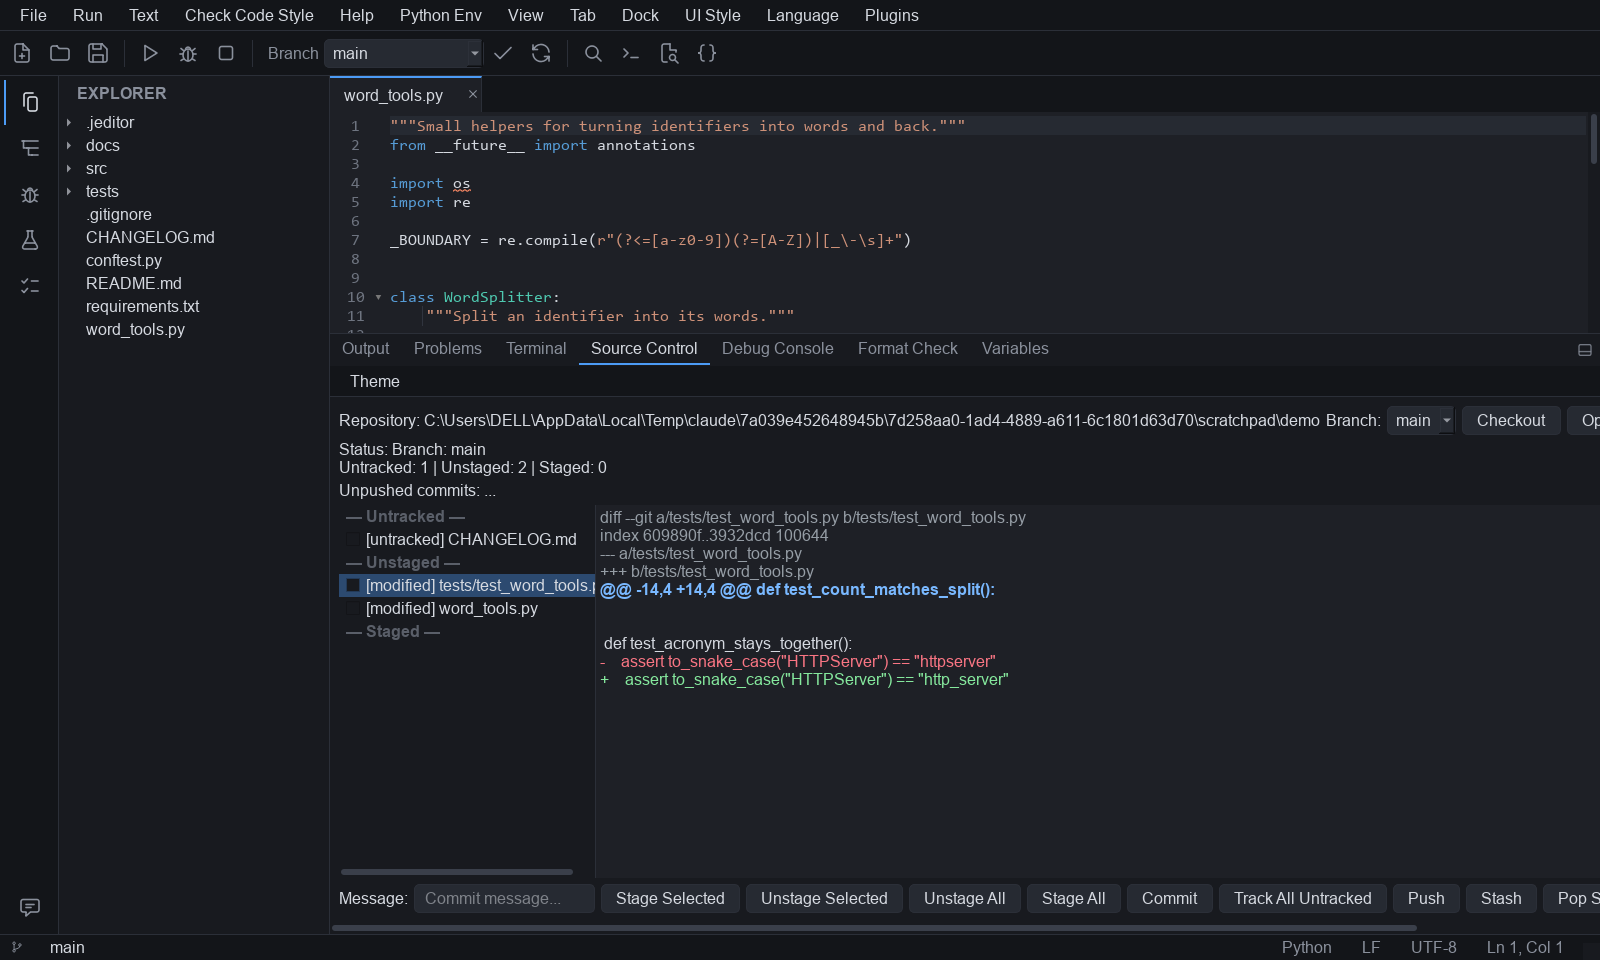 File Run Text Check Code Style Help Python Env View Tab Dock UI Style Language Plugins
Branch main
EXPLORER
.jeditor
docs
src
tests
.gitignore
CHANGELOG.md
conftest.py
README.md
requirements.txt
word_tools.py
word_tools.py ×
1 """Small helpers for turning identifiers into words and back."""
2 from __future__ import annotations
3
4 import os
5 import re
6
7 _BOUNDARY = re.compile(r"(?<=[a-z0-9])(?=[A-Z])|[_\-\s]+")
8
9
10 class WordSplitter:
11 """Split an identifier into its words."""
12
Output Problems Terminal Source Control Debug Console Format Check Variables
Theme
Repository: C:\Users\DELL\AppData\Local\Temp\claude\7a039e452648945b\7d258aa0-1ad4-4889-a611-6c1801d63d70\scratchpad\demo Branch: main Checkout Op
Status: Branch: main
Untracked: 1 | Unstaged: 2 | Staged: 0
Unpushed commits: ...
— Untracked —
[untracked] CHANGELOG.md
— Unstaged —
[modified] tests/test_word_tools.p
[modified] word_tools.py
— Staged —
diff --git a/tests/test_word_tools.py b/tests/test_word_tools.py
index 609890f..3932dcd 100644
--- a/tests/test_word_tools.py
+++ b/tests/test_word_tools.py
@@ -14,4 +14,4 @@ def test_count_matches_split():
def test_acronym_stays_together():
- assert to_snake_case("HTTPServer") == "httpserver"
+ assert to_snake_case("HTTPServer") == "http_server"
Message: Commit message... Stage Selected Unstage Selected Unstage All Stage All Commit Track All Untracked Push Stash Pop S
main Python LF UTF-8 Ln 1, Col 1